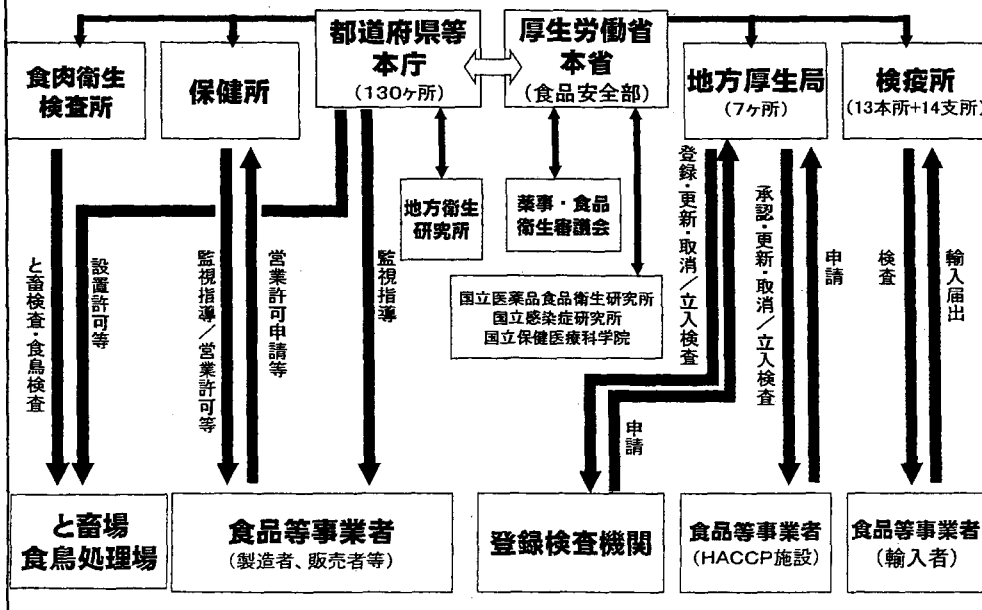 食肉衛生
検査所
保健所
都道府県等
本庁
(130ヶ所)
厚生労働省
本省
(食品安全部)
地方厚生局
(7ヶ所)
検疫所
(13本所+14支所)
地方衛生
研究所
薬事・食品
衛生審議会
国立医薬品食品衛生研究所
国立感染症研究所
国立保健医療科学院
と畜検査・食鳥検査
設置許可等
監視指導／営業許可等
営業許可申請等
監視指導
登録・更新・取消／立入検査
申請
承認・更新・取消／立入検査
申請
検査
輸入届出
と畜場
食鳥処理場
食品等事業者
(製造者、販売者等)
登録検査機関
食品等事業者
(HACCP施設)
食品等事業者
(輸入者)